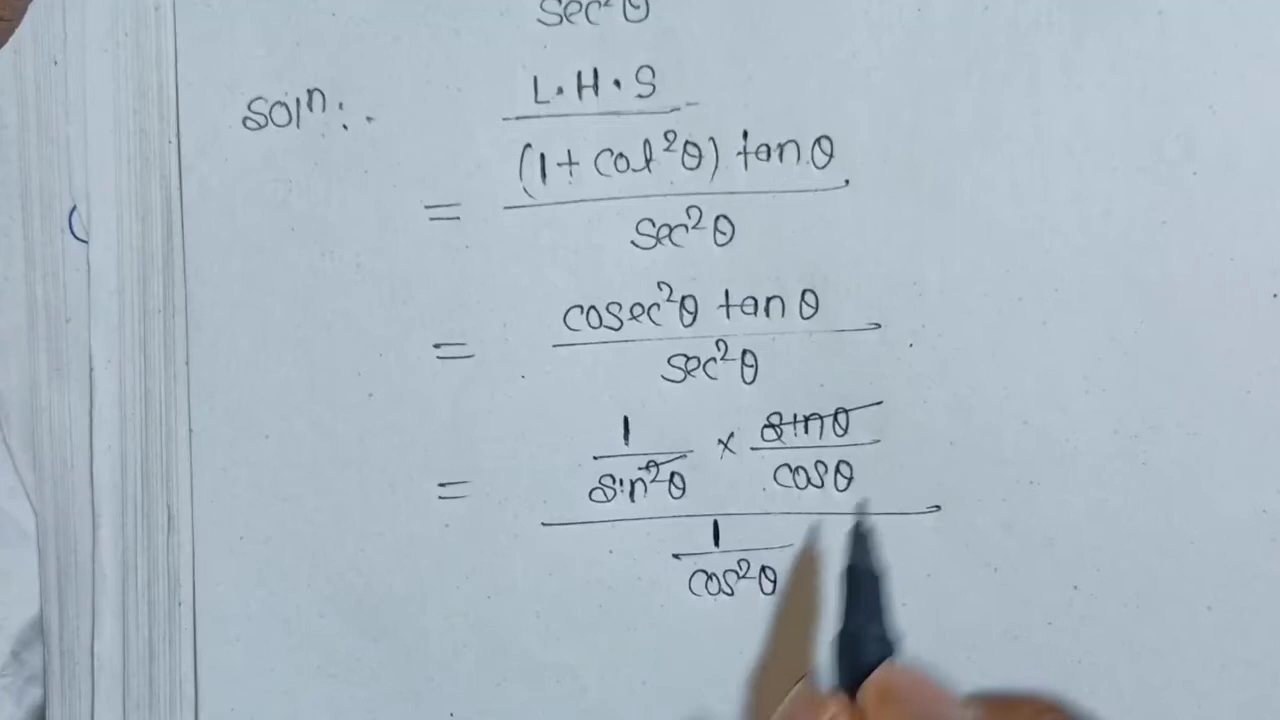 sec²θ
Solⁿ:. L.H.S
= (1+cot²θ) tanθ / sec²θ
= cosec²θ tanθ / sec²θ
= 1/sin²θ × sinθ/cosθ / 1/cos²θ